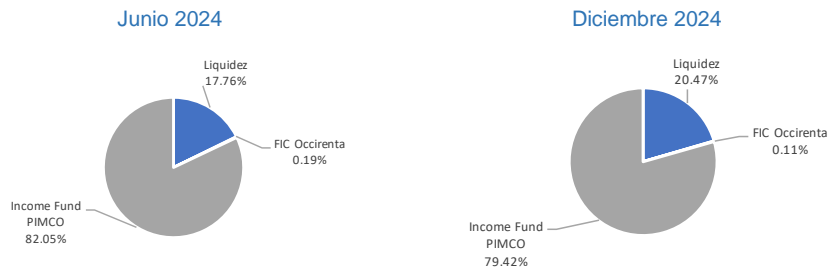 Junio 2024
Liquidez
17.76%
FIC Occirenta
0.19%
Income Fund
PIMCO
82.05%
Diciembre 2024
Liquidez
20.47%
FIC Occirenta
0.11%
Income Fund
PIMCO
79.42%